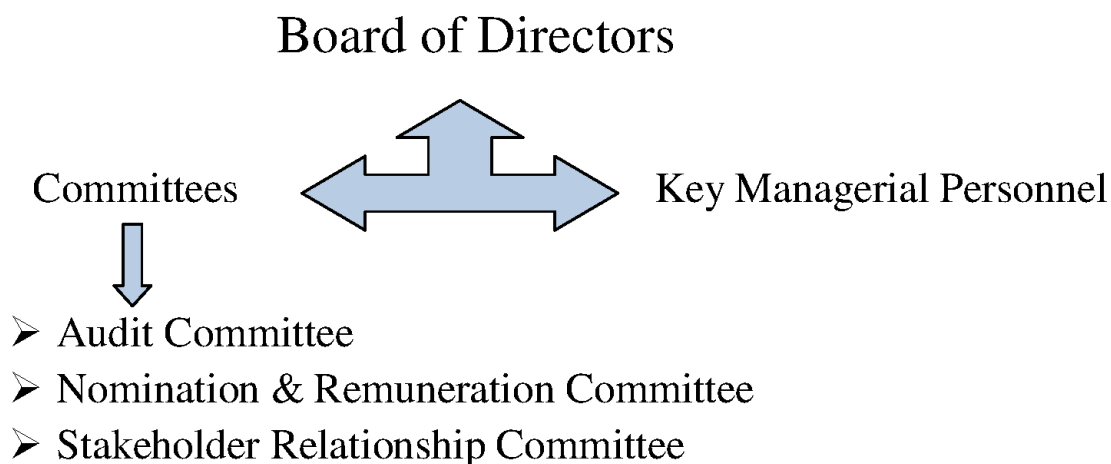 Board of Directors
Committees
Key Managerial Personnel
➢ Audit Committee
➢ Nomination & Remuneration Committee
➢ Stakeholder Relationship Committee